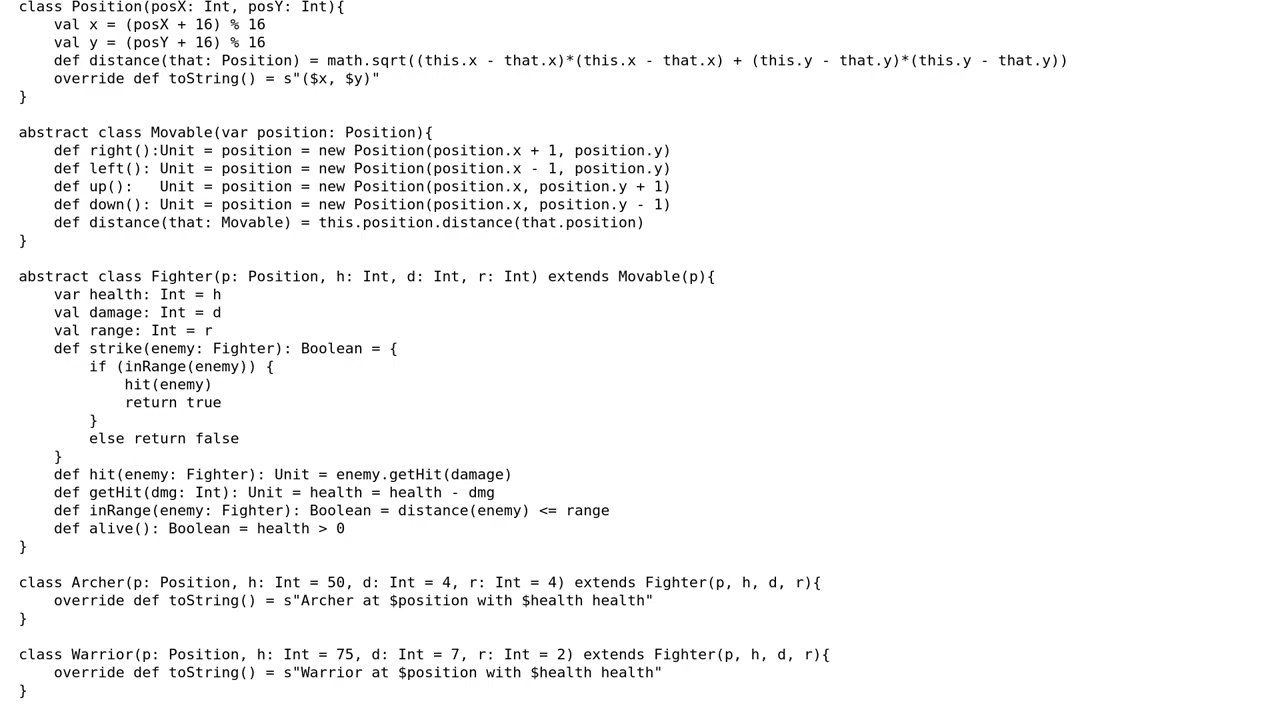 class Position(posX: Int, posY: Int){
    val x = (posX + 16) % 16
    val y = (posY + 16) % 16
    def distance(that: Position) = math.sqrt((this.x - that.x)*(this.x - that.x) + (this.y - that.y)*(this.y - that.y))
    override def toString() = s"($x, $y)"
}

abstract class Movable(var position: Position){
    def right():Unit = position = new Position(position.x + 1, position.y)
    def left(): Unit = position = new Position(position.x - 1, position.y)
    def up():   Unit = position = new Position(position.x, position.y + 1)
    def down(): Unit = position = new Position(position.x, position.y - 1)
    def distance(that: Movable) = this.position.distance(that.position)
}

abstract class Fighter(p: Position, h: Int, d: Int, r: Int) extends Movable(p){
    var health: Int = h
    val damage: Int = d
    val range: Int = r
    def strike(enemy: Fighter): Boolean = {
        if (inRange(enemy)) {
            hit(enemy)
            return true
        }
        else return false
    }
    def hit(enemy: Fighter): Unit = enemy.getHit(damage)
    def getHit(dmg: Int): Unit = health = health - dmg
    def inRange(enemy: Fighter): Boolean = distance(enemy) <= range
    def alive(): Boolean = health > 0
}

class Archer(p: Position, h: Int = 50, d: Int = 4, r: Int = 4) extends Fighter(p, h, d, r){
    override def toString() = s"Archer at $position with $health health"
}

class Warrior(p: Position, h: Int = 75, d: Int = 7, r: Int = 2) extends Fighter(p, h, d, r){
    override def toString() = s"Warrior at $position with $health health"
}